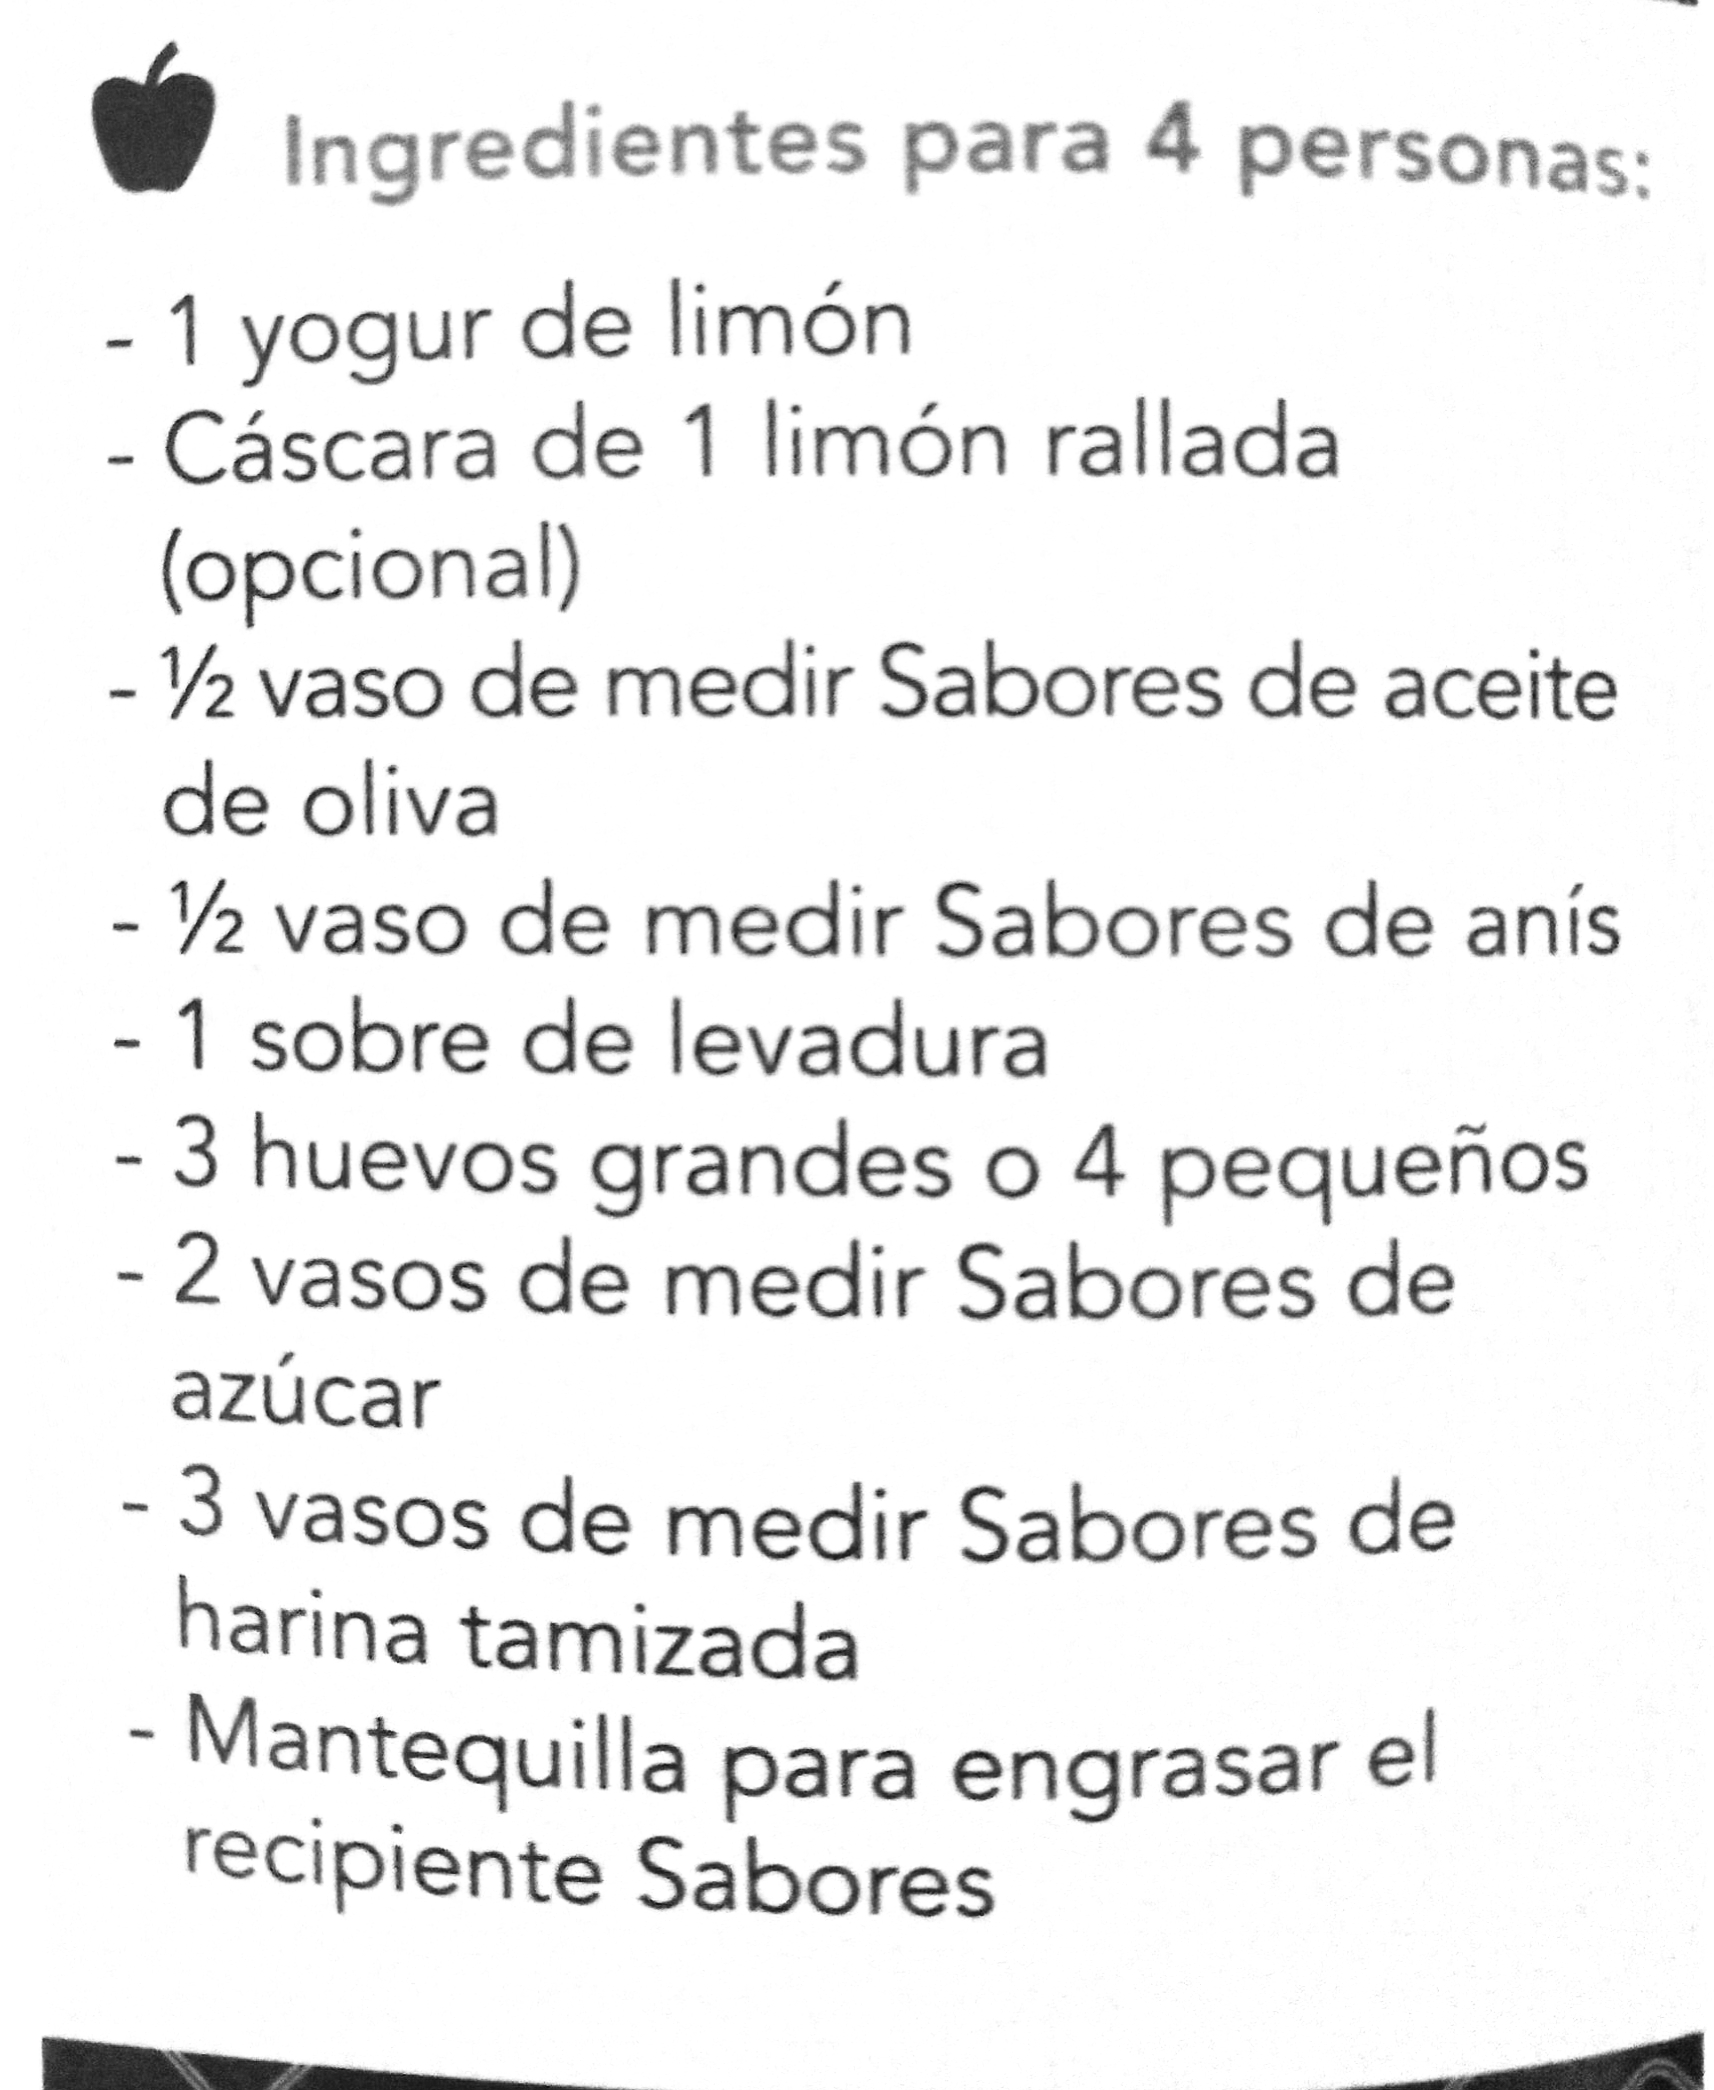 Ingredientes para 4 personas:
- 1 yogur de limón
- Cáscara de 1 limón rallada
(opcional)
- ½ vaso de medir Sabores de aceite
de oliva
- ½ vaso de medir Sabores de anís
- 1 sobre de levadura
- 3 huevos grandes o 4 pequeños
- 2 vasos de medir Sabores de
azúcar
- 3 vasos de medir Sabores de
harina tamizada
- Mantequilla para engrasar el
recipiente Sabores